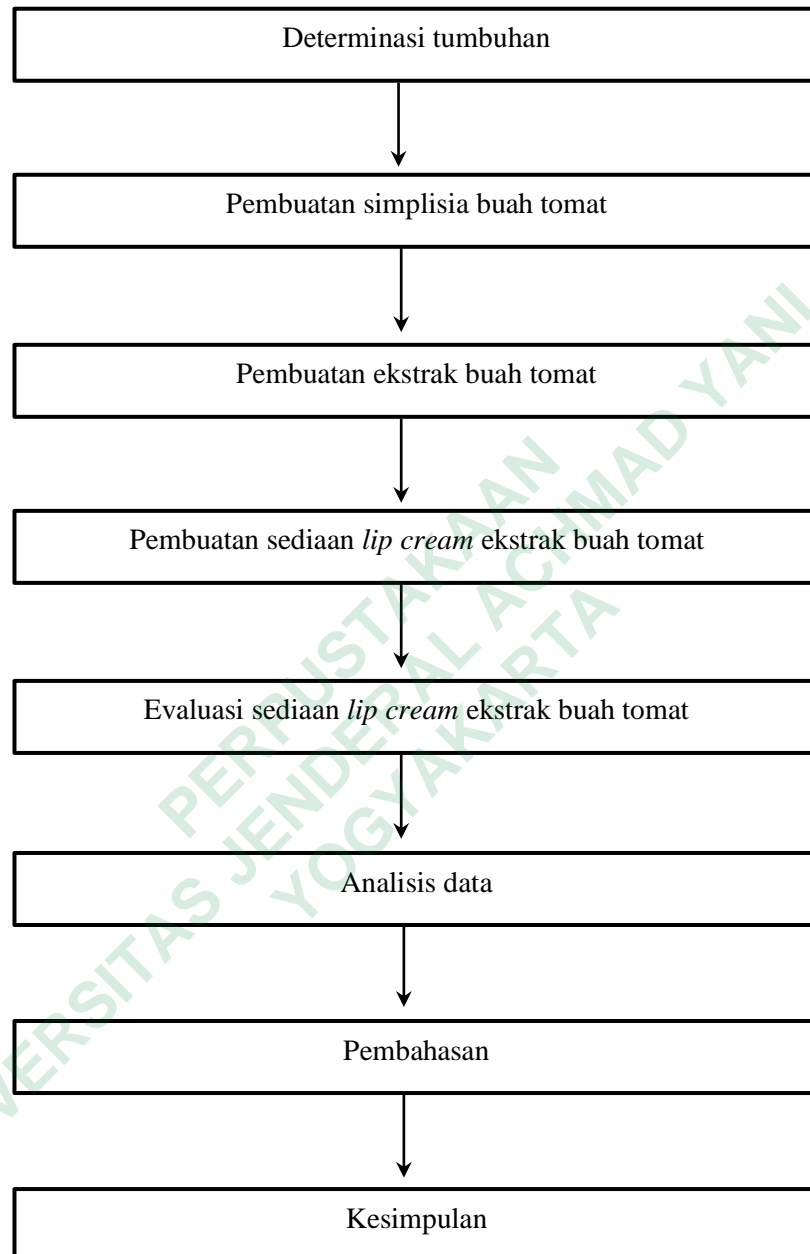 Determinasi tumbuhan
Pembuatan simplisia buah tomat
Pembuatan ekstrak buah tomat
Pembuatan sediaan lip cream ekstrak buah tomat
Evaluasi sediaan lip cream ekstrak buah tomat
Analisis data
Pembahasan
Kesimpulan
PERPUSTAKAAN
VERSITAS JENDERAL ACHMAD YANI
YOGYAKARTA